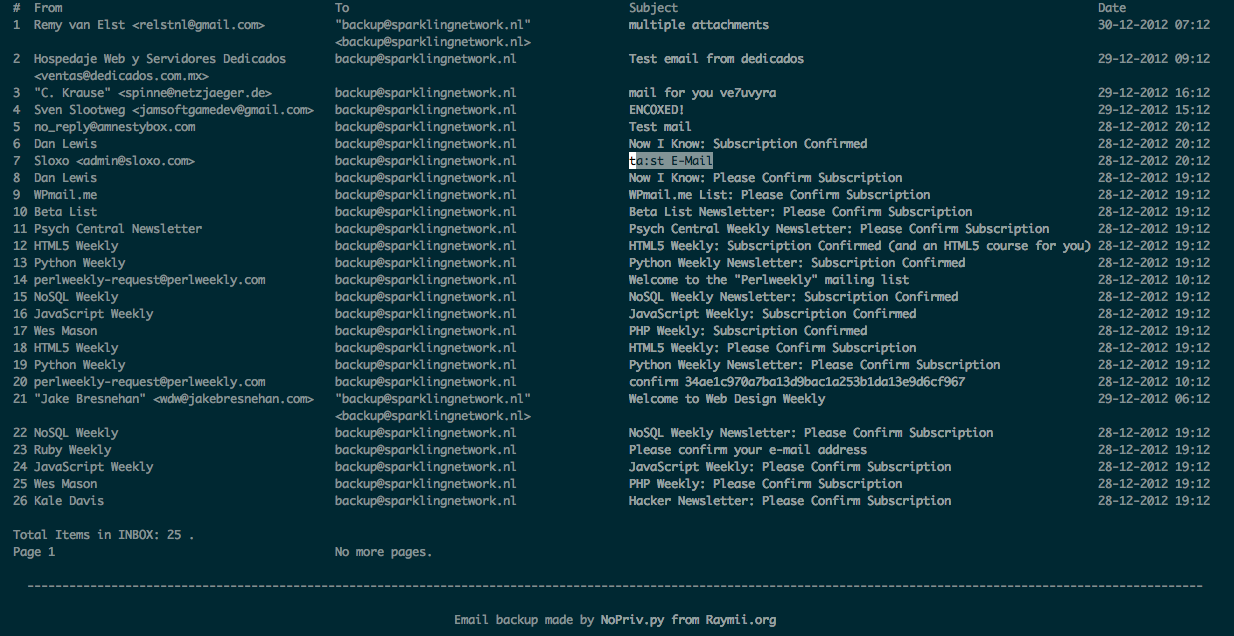 #  From  To  Subject  Date
1  Remy van Elst <relstnl@gmail.com>  "backup@sparklingnetwork.nl"  multiple attachments  30-12-2012 07:12
<backup@sparklingnetwork.nl>
2  Hospedaje Web y Servidores Dedicados  backup@sparklingnetwork.nl  Test email from dedicados  29-12-2012 09:12
<ventas@dedicados.com.mx>
3  "C. Krause" <spinne@netzjaeger.de>  backup@sparklingnetwork.nl  mail for you ve7uvyra  29-12-2012 16:12
4  Sven Slootweg <jamsoftgamedev@gmail.com>  backup@sparklingnetwork.nl  ENCOXED!  29-12-2012 15:12
5  no_reply@amnestybox.com  backup@sparklingnetwork.nl  Test mail  28-12-2012 20:12
6  Dan Lewis  backup@sparklingnetwork.nl  Now I Know: Subscription Confirmed  28-12-2012 20:12
7  Sloxo <admin@sloxo.com>  backup@sparklingnetwork.nl  ta:st E-Mail  28-12-2012 20:12
8  Dan Lewis  backup@sparklingnetwork.nl  Now I Know: Please Confirm Subscription  28-12-2012 19:12
9  WPmail.me  backup@sparklingnetwork.nl  WPmail.me List: Please Confirm Subscription  28-12-2012 19:12
10 Beta List  backup@sparklingnetwork.nl  Beta List Newsletter: Please Confirm Subscription  28-12-2012 19:12
11 Psych Central Newsletter  backup@sparklingnetwork.nl  Psych Central Weekly Newsletter: Please Confirm Subscription  28-12-2012 19:12
12 HTML5 Weekly  backup@sparklingnetwork.nl  HTML5 Weekly: Subscription Confirmed (and an HTML5 course for you)  28-12-2012 19:12
13 Python Weekly  backup@sparklingnetwork.nl  Python Weekly Newsletter: Subscription Confirmed  28-12-2012 19:12
14 perlweekly-request@perlweekly.com  backup@sparklingnetwork.nl  Welcome to the "Perlweekly" mailing list  28-12-2012 10:12
15 NoSQL Weekly  backup@sparklingnetwork.nl  NoSQL Weekly Newsletter: Subscription Confirmed  28-12-2012 19:12
16 JavaScript Weekly  backup@sparklingnetwork.nl  JavaScript Weekly: Subscription Confirmed  28-12-2012 19:12
17 Wes Mason  backup@sparklingnetwork.nl  PHP Weekly: Subscription Confirmed  28-12-2012 19:12
18 HTML5 Weekly  backup@sparklingnetwork.nl  HTML5 Weekly: Please Confirm Subscription  28-12-2012 19:12
19 Python Weekly  backup@sparklingnetwork.nl  Python Weekly Newsletter: Please Confirm Subscription  28-12-2012 19:12
20 perlweekly-request@perlweekly.com  backup@sparklingnetwork.nl  confirm 34ae1c970a7ba13d9bac1a253b1da13e9d6cf967  28-12-2012 10:12
21 "Jake Bresnehan" <wdw@jakebresnehan.com>  "backup@sparklingnetwork.nl"  Welcome to Web Design Weekly  29-12-2012 06:12
<backup@sparklingnetwork.nl>
22 NoSQL Weekly  backup@sparklingnetwork.nl  NoSQL Weekly Newsletter: Please Confirm Subscription  28-12-2012 19:12
23 Ruby Weekly  backup@sparklingnetwork.nl  Please confirm your e-mail address  28-12-2012 19:12
24 JavaScript Weekly  backup@sparklingnetwork.nl  JavaScript Weekly: Please Confirm Subscription  28-12-2012 19:12
25 Wes Mason  backup@sparklingnetwork.nl  PHP Weekly: Please Confirm Subscription  28-12-2012 19:12
26 Kale Davis  backup@sparklingnetwork.nl  Hacker Newsletter: Please Confirm Subscription  28-12-2012 19:12
Total Items in INBOX: 25 .
Page 1  No more pages.
Email backup made by NoPriv.py from Raymii.org